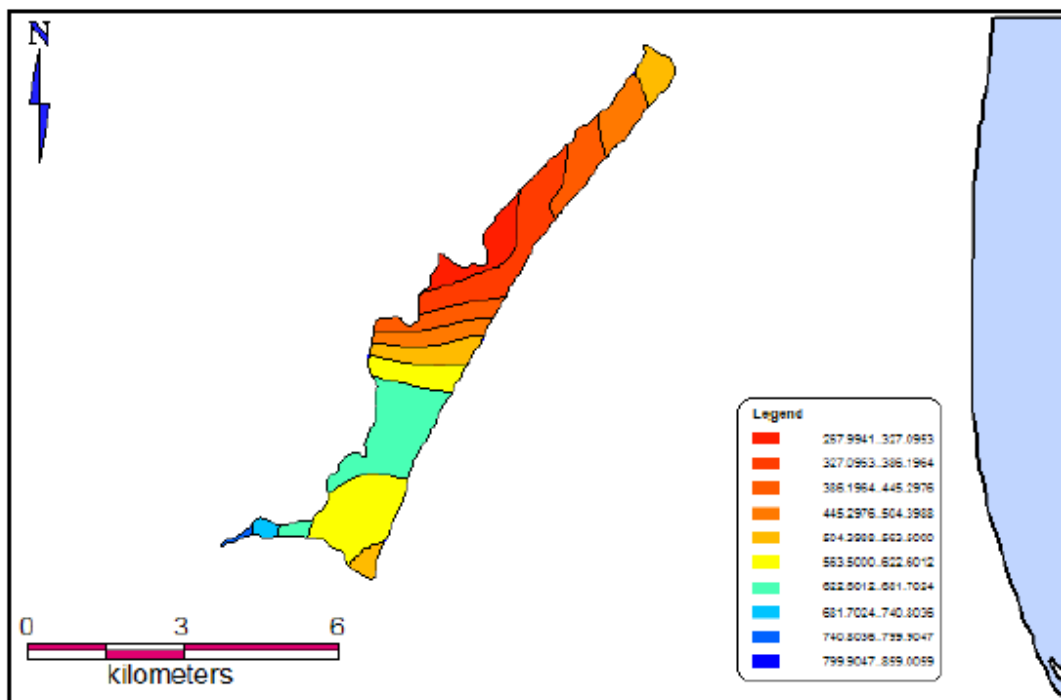 N
Legend
267.9941..327.0953
327.0953..386.1964
386.1964..445.2976
445.2976..504.3988
504.3988..563.5000
563.5000..622.6012
622.6012..681.7024
681.7024..740.8036
740.8036..799.9047
799.9047..859.0059
0 3 6
kilometers